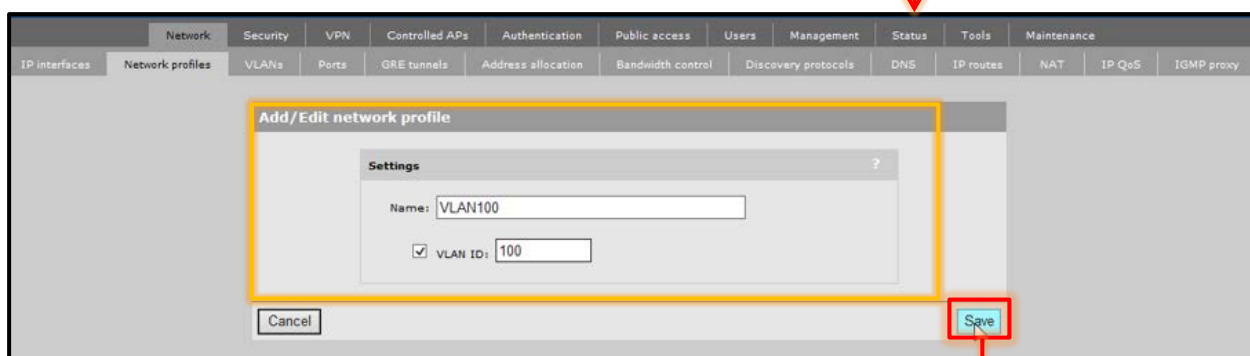 Network Security VPN Controlled APs Authentication Public access Users Management Status Tools Maintenance
IP interfaces Network profiles VLANs Ports GRE tunnels Address allocation Bandwidth control Discovery protocols DNS IP routes NAT IP QoS IGMP proxy
Add/Edit network profile
Settings ?
Name: VLAN100
VLAN ID: 100
Cancel Save